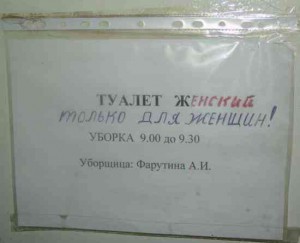 ТУАЛЕТ ЖЕНСКИЙ
ТОЛЬКО ДЛЯ ЖЕНЩИН!
УБОРКА 9.00 до 9.30
Уборщица: Фарутина А.И.